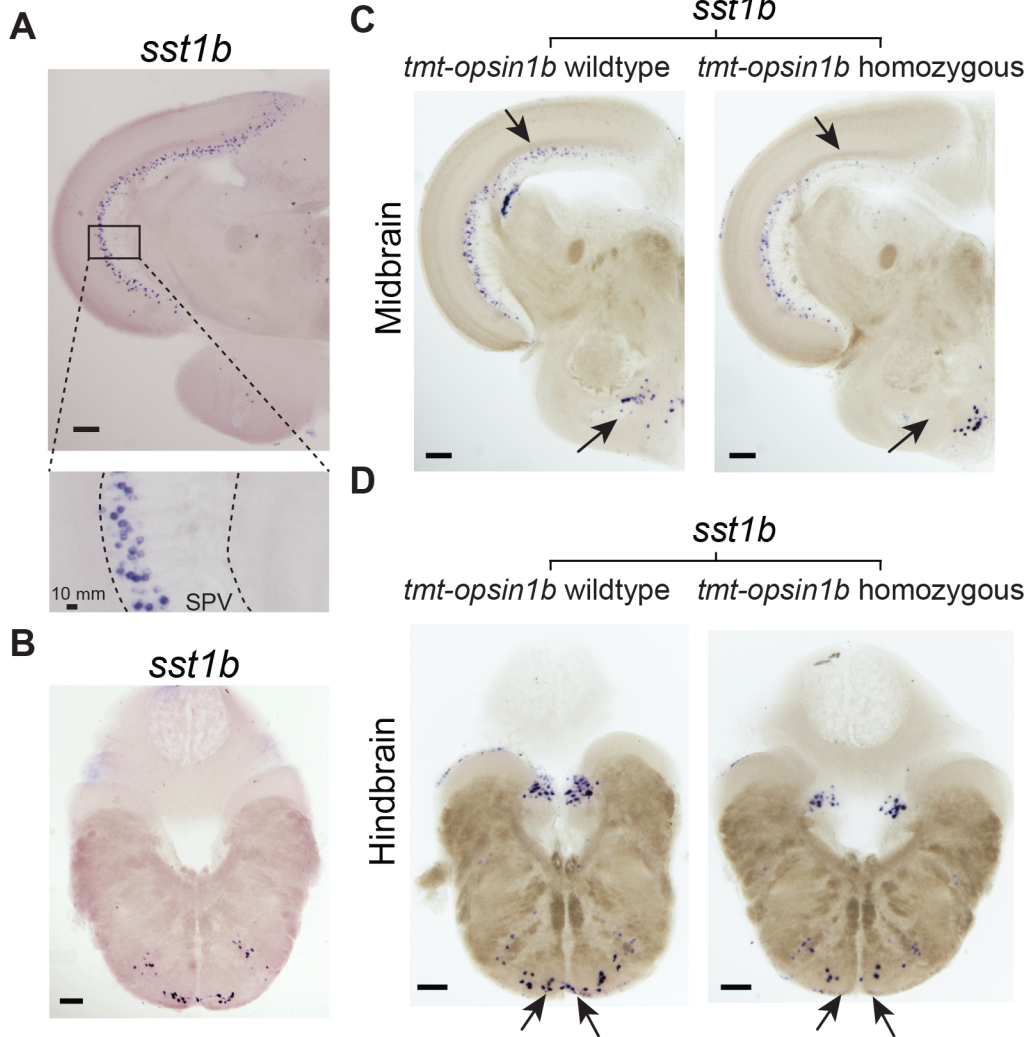 A
sst1b
10 mm
SPV
B
sst1b
C
sst1b
tmt-opsin1b wildtype
tmt-opsin1b homozygous
Midbrain
D
sst1b
tmt-opsin1b wildtype
tmt-opsin1b homozygous
Hindbrain